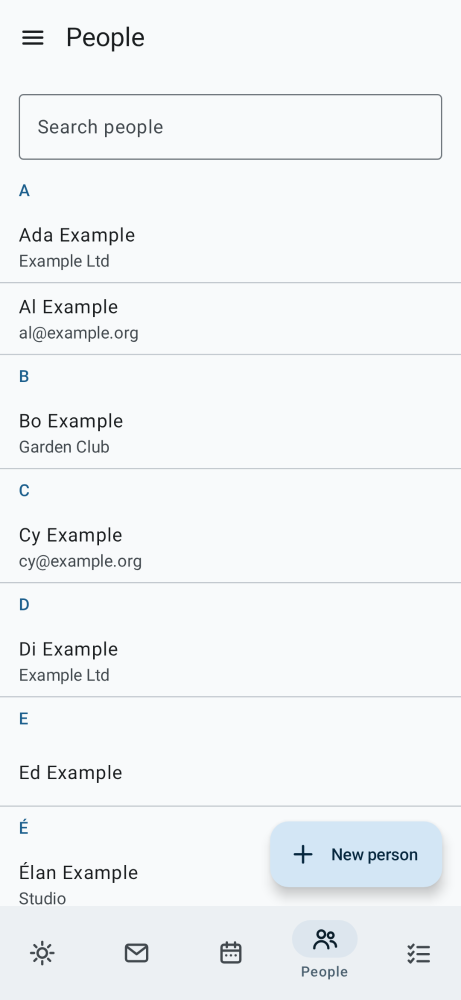 People
Search people
A
Ada Example
Example Ltd
Al Example
al@example.org
B
Bo Example
Garden Club
C
Cy Example
cy@example.org
D
Di Example
Example Ltd
E
Ed Example
É
Élan Example
Studio
New person
People